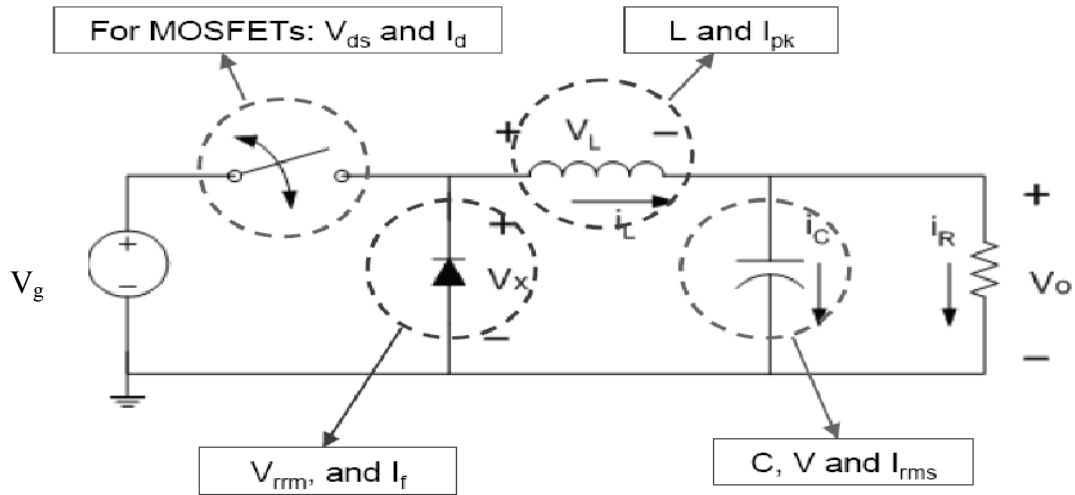 For MOSFETs: Vds and Id
L and Ipk
+ VL −
iL
+
−
Vg
+
Vx
−
iC
iR
+
Vo
−
Vrrm, and If
C, V and Irms